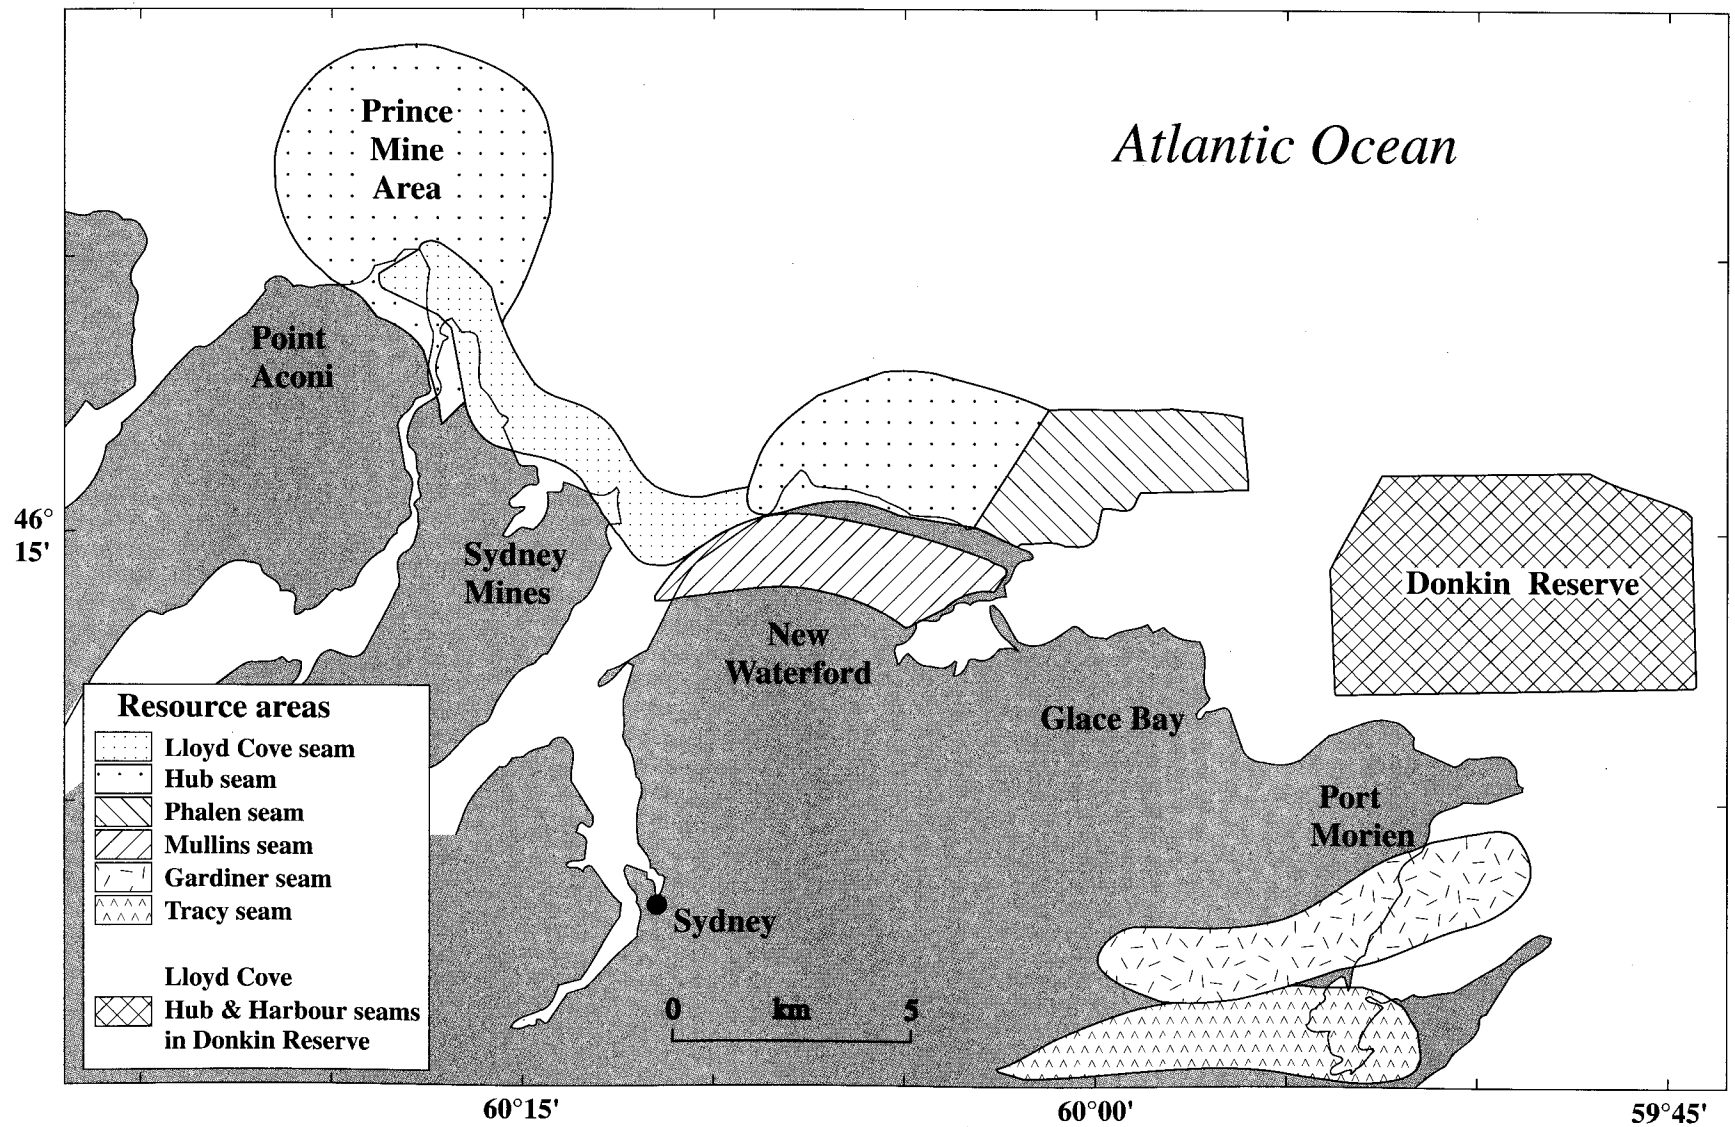 Prince
Mine
Area
Atlantic Ocean
Point
Aconi
46°
15'
Sydney
Mines
Donkin Reserve
New
Waterford
Glace Bay
Port
Morien
Sydney
0 km 5
Resource areas
Lloyd Cove seam
Hub seam
Phalen seam
Mullins seam
Gardiner seam
Tracy seam
Lloyd Cove
Hub & Harbour seams
in Donkin Reserve
60°15'
60°00'
59°45'